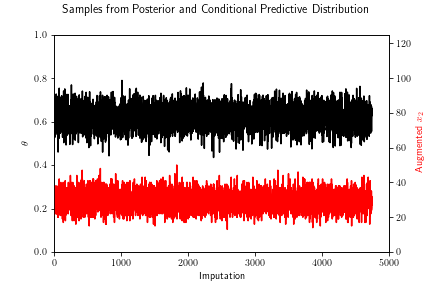 Samples from Posterior and Conditional Predictive Distribution
1.0
0.8
0.6
0.4
0.2
0.0
θ
120
100
80
60
40
20
0
Augmented x₂
0 1000 2000 3000 4000 5000
Imputation